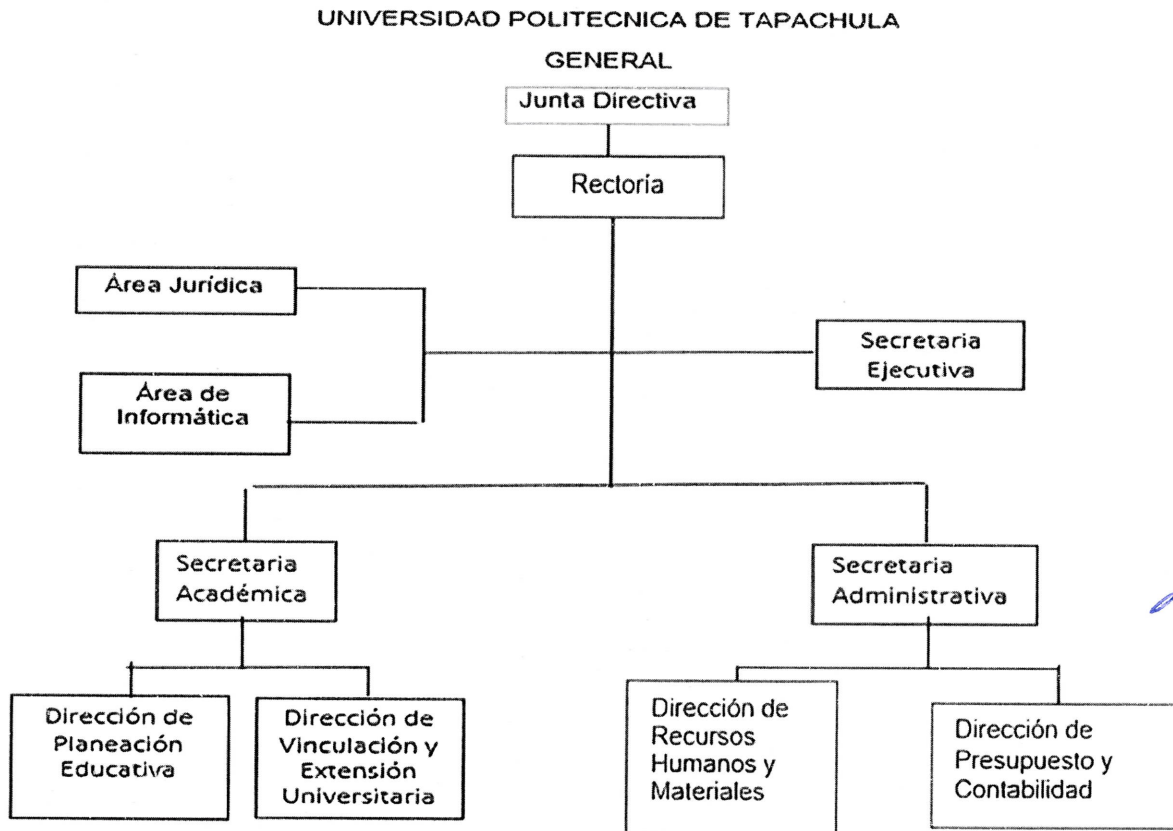 UNIVERSIDAD POLITECNICA DE TAPACHULA
GENERAL
Junta Directiva
Rectoría
Área Jurídica
Secretaria
Ejecutiva
Área de
Informática
Secretaria
Académica
Secretaria
Administrativa
Dirección de
Planeación
Educativa
Dirección de
Vinculación y
Extensión
Universitaria
Dirección de
Recursos
Humanos y
Materiales
Dirección de
Presupuesto y
Contabilidad